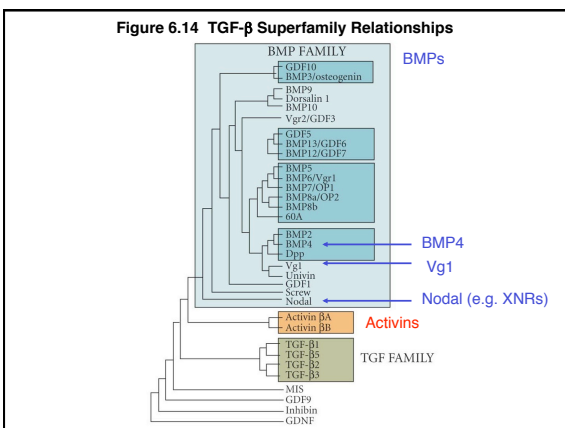 Figure 6.14  TGF-β Superfamily Relationships
BMP FAMILY
BMPs
GDF10
BMP3/osteogenin
BMP9
Dorsalin 1
BMP10
Vgr2/GDF3
GDF5
BMP13/GDF6
BMP12/GDF7
BMP5
BMP6/Vgr1
BMP7/OP1
BMP8a/OP2
BMP8b
60A
BMP2
BMP4
BMP4
Dpp
Vg1
Vg1
Univin
GDF1
Screw
Nodal
Nodal (e.g. XNRs)
Activin βA
Activin βB
Activins
TGF-β1
TGF-β5
TGF-β2
TGF-β3
TGF FAMILY
MIS
GDF9
Inhibin
GDNF